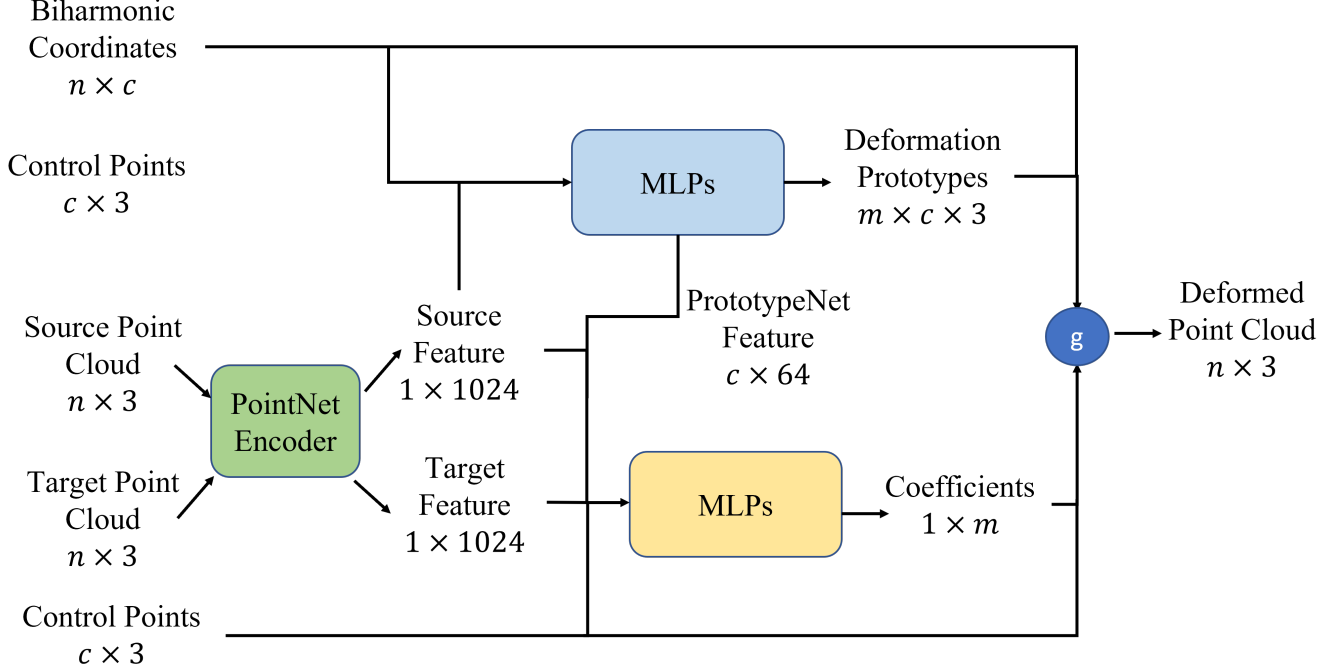 Biharmonic
Coordinates
n × c
Control Points
c × 3
MLPs
Deformation
Prototypes
m × c × 3
Source Point
Cloud
n × 3
PointNet
Encoder
Source
Feature
1 × 1024
PrototypeNet
Feature
c × 64
g
Deformed
Point Cloud
n × 3
Target Point
Cloud
n × 3
Target
Feature
1 × 1024
MLPs
Coefficients
1 × m
Control Points
c × 3